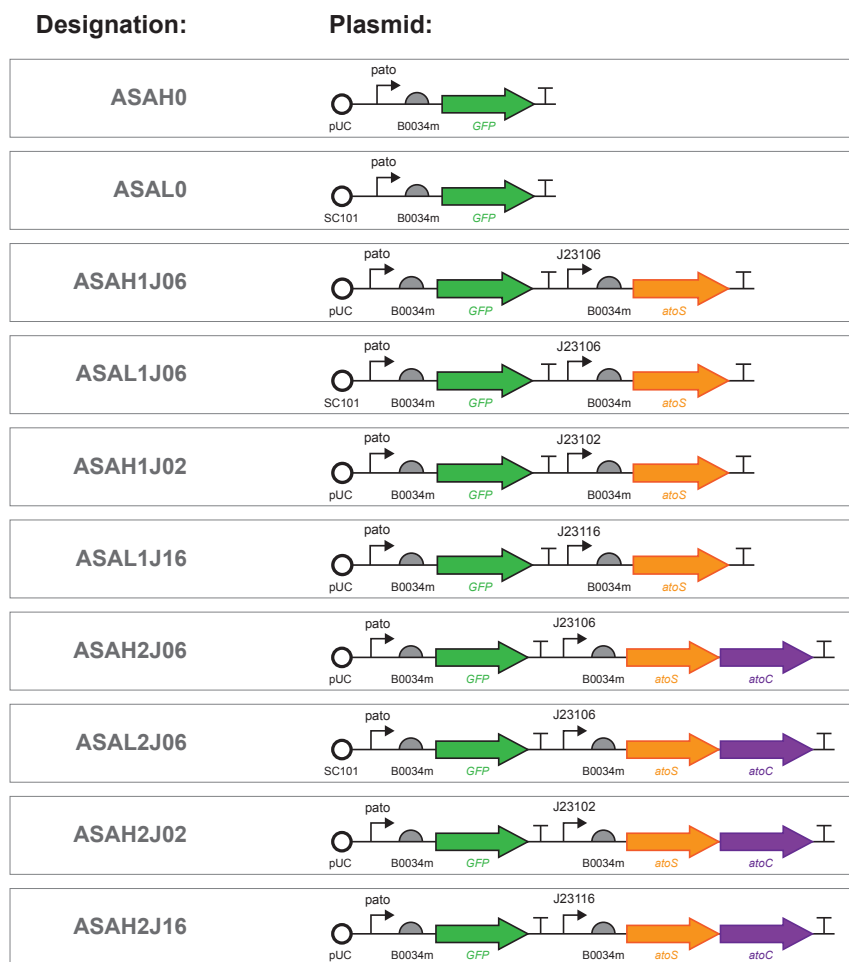 Designation: Plasmid:
pato
ASAH0
pUC B0034m GFP
pato
ASAL0
SC101 B0034m GFP
pato J23106
ASAH1J06
pUC B0034m GFP B0034m atoS
pato J23106
ASAL1J06
SC101 B0034m GFP B0034m atoS
pato J23102
ASAH1J02
pUC B0034m GFP B0034m atoS
pato J23116
ASAL1J16
pUC B0034m GFP B0034m atoS
pato J23106
ASAH2J06
pUC B0034m GFP B0034m atoS atoC
pato J23106
ASAL2J06
SC101 B0034m GFP B0034m atoS atoC
pato J23102
ASAH2J02
pUC B0034m GFP B0034m atoS atoC
pato J23116
ASAH2J16
pUC B0034m GFP B0034m atoS atoC